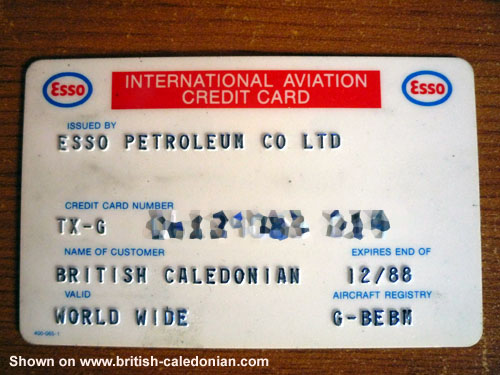 Esso
INTERNATIONAL AVIATION
CREDIT CARD
Esso
ISSUED BY
ESSO PETROLEUM CO LTD
CREDIT CARD NUMBER
TX-G
NAME OF CUSTOMER EXPIRES END OF
BRITISH CALEDONIAN 12/88
VALID AIRCRAFT REGISTRY
WORLD WIDE G-BEBM
Shown on www.british-caledonian.com